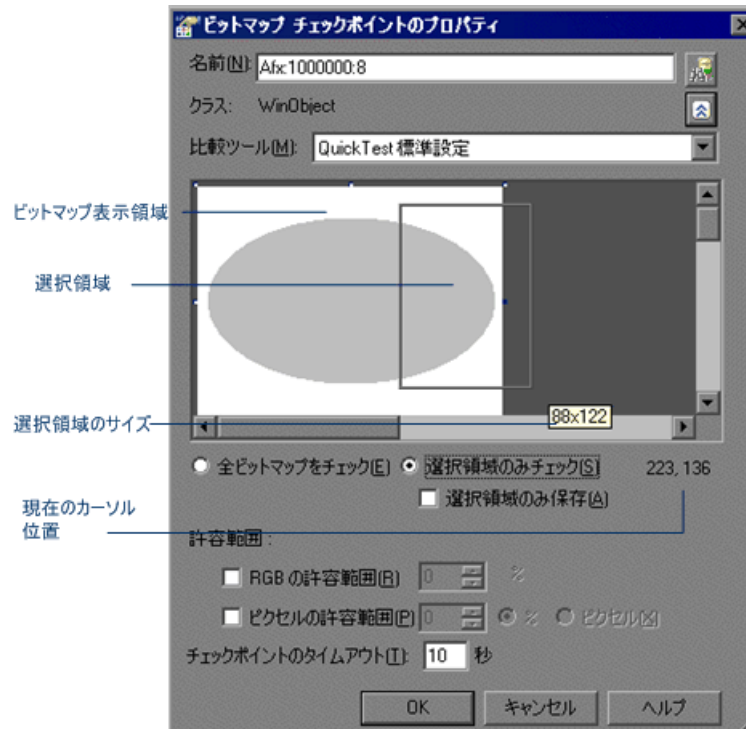 ビットマップ チェックポイントのプロパティ
名前(N): Afx:1000000:8
クラス: WinObject
比較ツール(M): QuickTest 標準設定
ビットマップ表示領域
選択領域
選択領域のサイズ
88x122
全ビットマップをチェック(E) 選択領域のみチェック(S) 223, 136
選択領域のみ保存(A)
現在のカーソル
位置
許容範囲 :
RGB の許容範囲(R) 0 %
ピクセルの許容範囲(P) 0 % ピクセル(X)
チェックポイントのタイムアウト(T): 10 秒
OK キャンセル ヘルプ